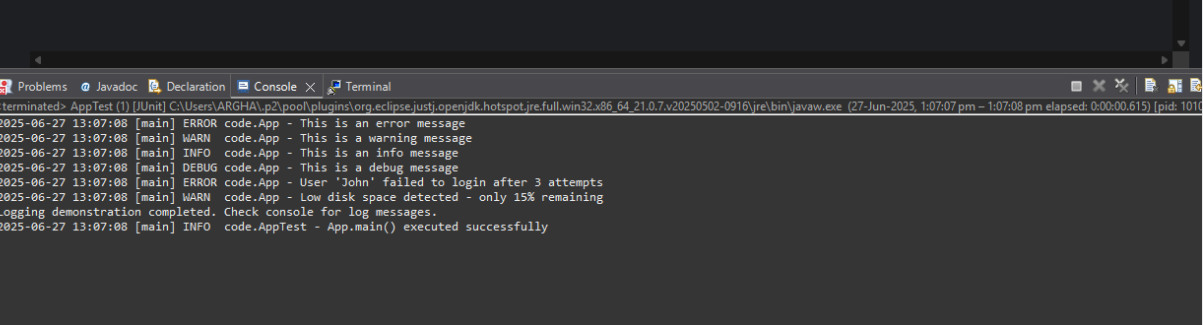 Problems @ Javadoc Declaration Console Terminal
<terminated> AppTest (1) [JUnit] C:\Users\ARGHA\.p2\pool\plugins\org.eclipse.justj.openjdk.hotspot.jre.full.win32.x86_64_21.0.7.v20250502-0916\jre\bin\javaw.exe (27-Jun-2025, 1:07:07 pm – 1:07:08 pm elapsed: 0:00:00.615) [pid: 1010
2025-06-27 13:07:08 [main] ERROR code.App - This is an error message
2025-06-27 13:07:08 [main] WARN  code.App - This is a warning message
2025-06-27 13:07:08 [main] INFO  code.App - This is an info message
2025-06-27 13:07:08 [main] DEBUG code.App - This is a debug message
2025-06-27 13:07:08 [main] ERROR code.App - User 'John' failed to login after 3 attempts
2025-06-27 13:07:08 [main] WARN  code.App - Low disk space detected - only 15% remaining
Logging demonstration completed. Check console for log messages.
2025-06-27 13:07:08 [main] INFO  code.AppTest - App.main() executed successfully